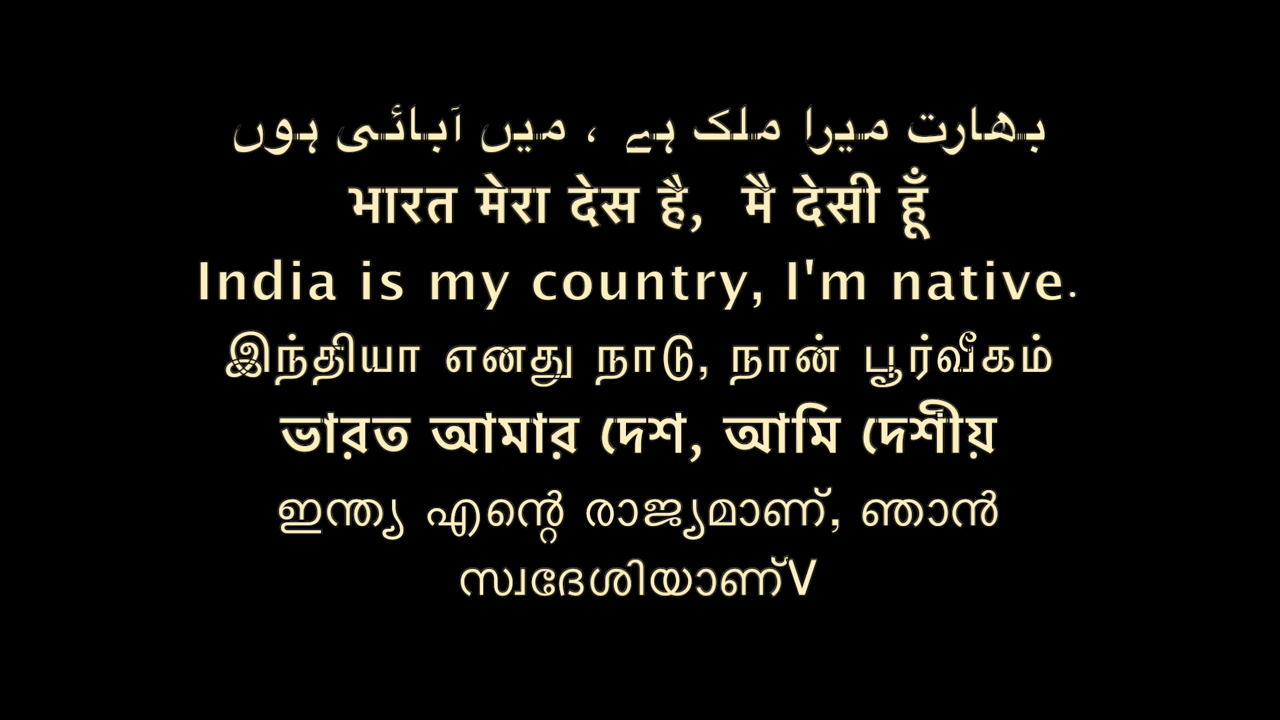 بھارت میرا ملک ہے ، میں آبائی ہوں
भारत मेरा देस है, मै देसी हूँ
India is my country, I'm native.
இந்தியா எனது நாடு, நான் பூர்வீகம்
ভারত আমার দেশ, আমি দেশীয়
ഇന്ത്യ എന്റെ രാജ്യമാണ്, ഞാൻ
സ്വദേശിയാണ്V